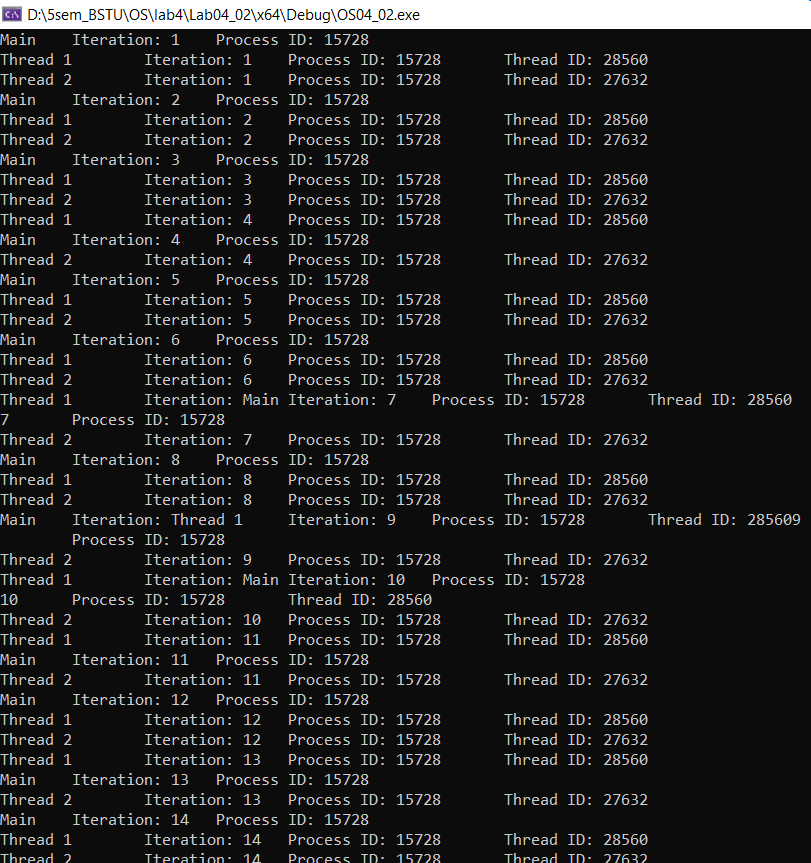 D:\5sem_BSTU\OS\lab4\Lab04_02\x64\Debug\OS04_02.exe
Main    Iteration: 1    Process ID: 15728
Thread 1        Iteration: 1    Process ID: 15728       Thread ID: 28560
Thread 2        Iteration: 1    Process ID: 15728       Thread ID: 27632
Main    Iteration: 2    Process ID: 15728
Thread 1        Iteration: 2    Process ID: 15728       Thread ID: 28560
Thread 2        Iteration: 2    Process ID: 15728       Thread ID: 27632
Main    Iteration: 3    Process ID: 15728
Thread 1        Iteration: 3    Process ID: 15728       Thread ID: 28560
Thread 2        Iteration: 3    Process ID: 15728       Thread ID: 27632
Thread 1        Iteration: 4    Process ID: 15728       Thread ID: 28560
Main    Iteration: 4    Process ID: 15728
Thread 2        Iteration: 4    Process ID: 15728       Thread ID: 27632
Main    Iteration: 5    Process ID: 15728
Thread 1        Iteration: 5    Process ID: 15728       Thread ID: 28560
Thread 2        Iteration: 5    Process ID: 15728       Thread ID: 27632
Main    Iteration: 6    Process ID: 15728
Thread 1        Iteration: 6    Process ID: 15728       Thread ID: 28560
Thread 2        Iteration: 6    Process ID: 15728       Thread ID: 27632
Thread 1        Iteration: Main Iteration: 7    Process ID: 15728       Thread ID: 28560
7       Process ID: 15728
Thread 2        Iteration: 7    Process ID: 15728       Thread ID: 27632
Main    Iteration: 8    Process ID: 15728
Thread 1        Iteration: 8    Process ID: 15728       Thread ID: 28560
Thread 2        Iteration: 8    Process ID: 15728       Thread ID: 27632
Main    Iteration: Thread 1     Iteration: 9    Process ID: 15728       Thread ID: 285609
        Process ID: 15728
Thread 2        Iteration: 9    Process ID: 15728       Thread ID: 27632
Thread 1        Iteration: Main Iteration: 10   Process ID: 15728
10      Process ID: 15728       Thread ID: 28560
Thread 2        Iteration: 10   Process ID: 15728       Thread ID: 27632
Thread 1        Iteration: 11   Process ID: 15728       Thread ID: 28560
Main    Iteration: 11   Process ID: 15728
Thread 2        Iteration: 11   Process ID: 15728       Thread ID: 27632
Main    Iteration: 12   Process ID: 15728
Thread 1        Iteration: 12   Process ID: 15728       Thread ID: 28560
Thread 2        Iteration: 12   Process ID: 15728       Thread ID: 27632
Thread 1        Iteration: 13   Process ID: 15728       Thread ID: 28560
Main    Iteration: 13   Process ID: 15728
Thread 2        Iteration: 13   Process ID: 15728       Thread ID: 27632
Main    Iteration: 14   Process ID: 15728
Thread 1        Iteration: 14   Process ID: 15728       Thread ID: 28560
Thread 2        Iteration: 14   Process ID: 15728       Thread ID: 27632